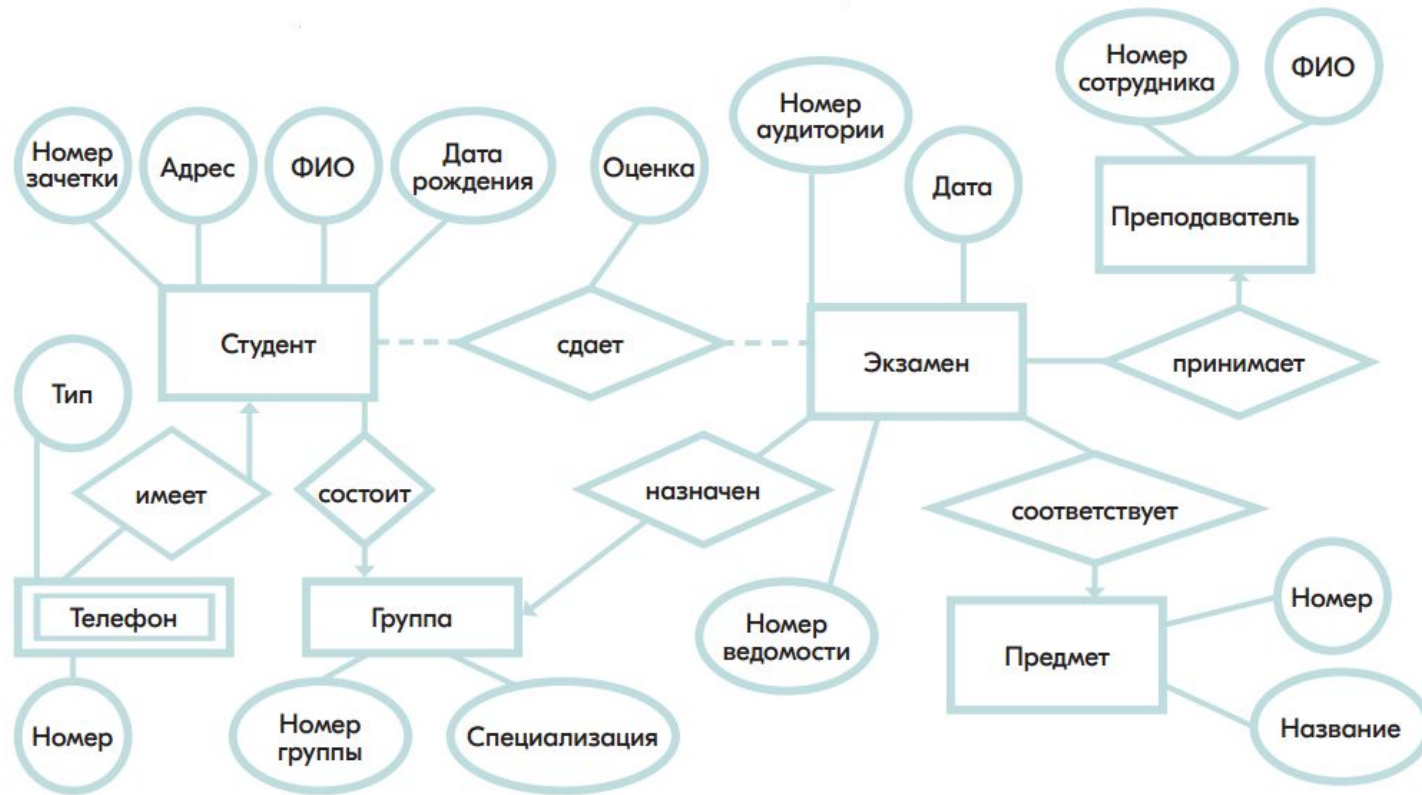 Номер
сотрудника
ФИО
Номер
аудитории
Номер
зачетки
Адрес
ФИО
Дата
рождения
Оценка
Дата
Преподаватель
Студент
сдает
Экзамен
принимает
Тип
имеет
состоит
назначен
соответствует
Телефон
Группа
Номер
ведомости
Предмет
Номер
Номер
Номер
группы
Специализация
Название